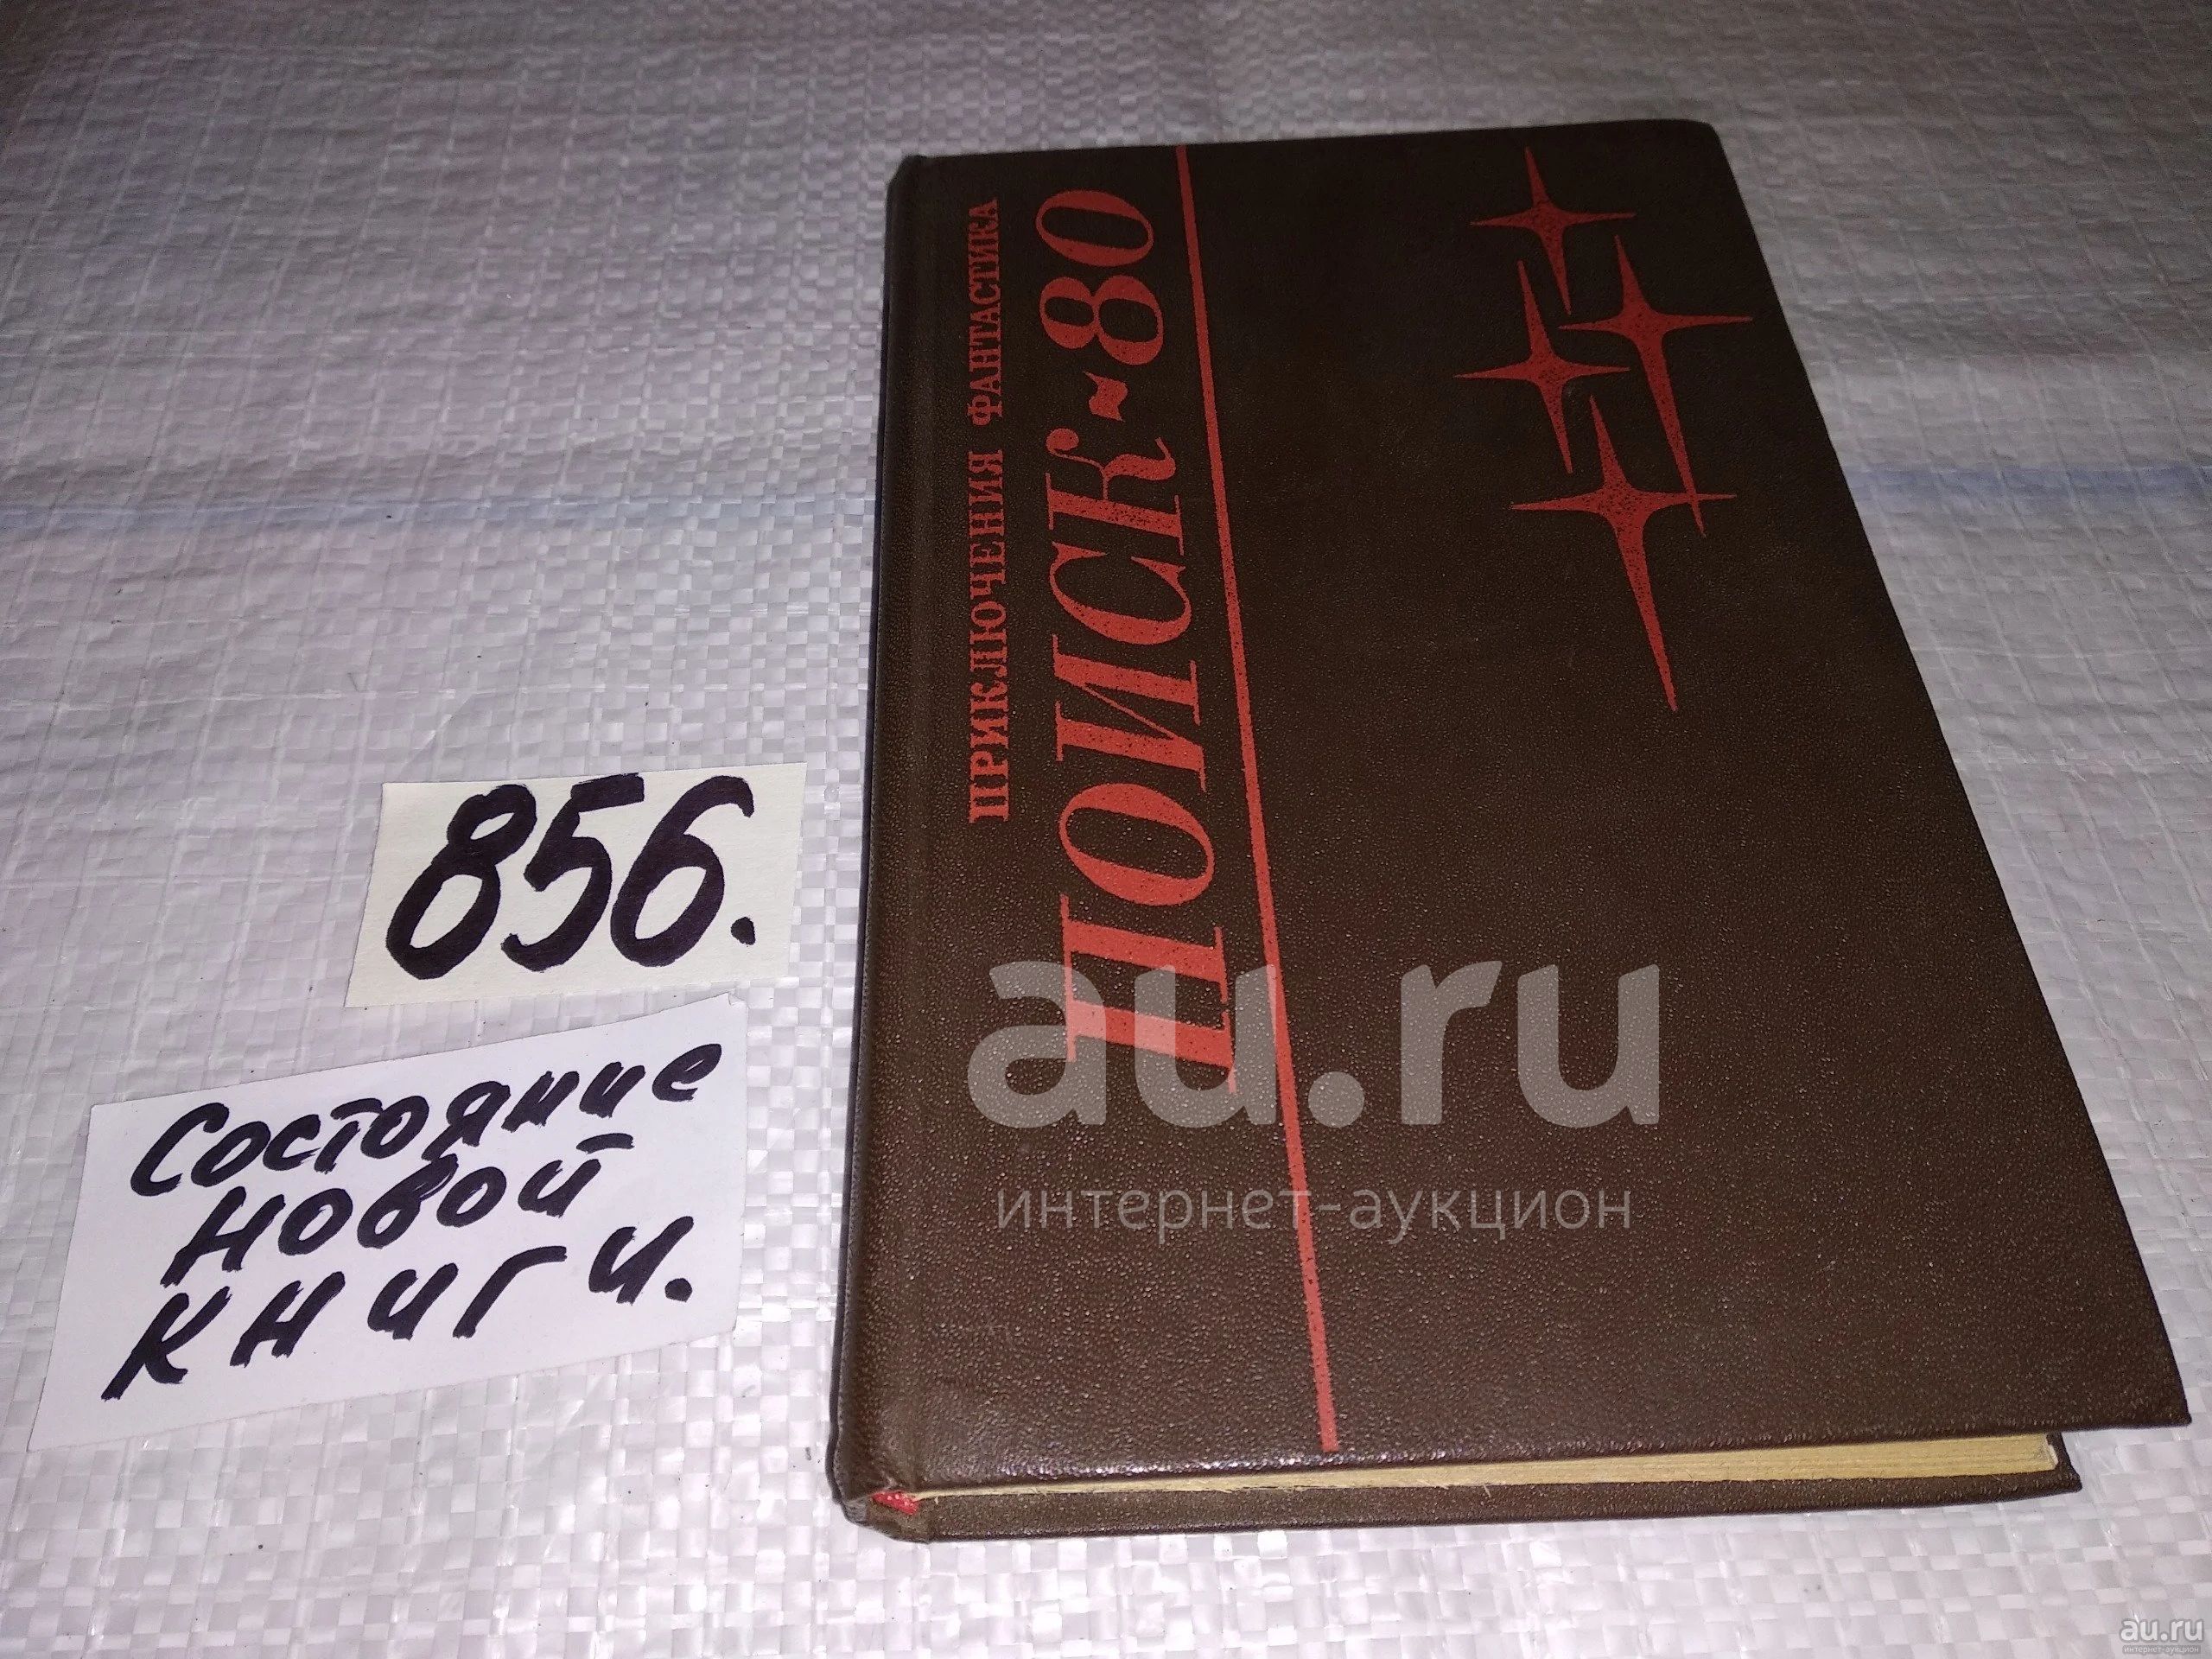 ПРИКЛЮЧЕНИЯ ФАНТАСТИКА
ПОИСК-80
856.
Состояние
новой
книги.
au.ru
интернет-аукцион
au.ru
интернет-аукцион